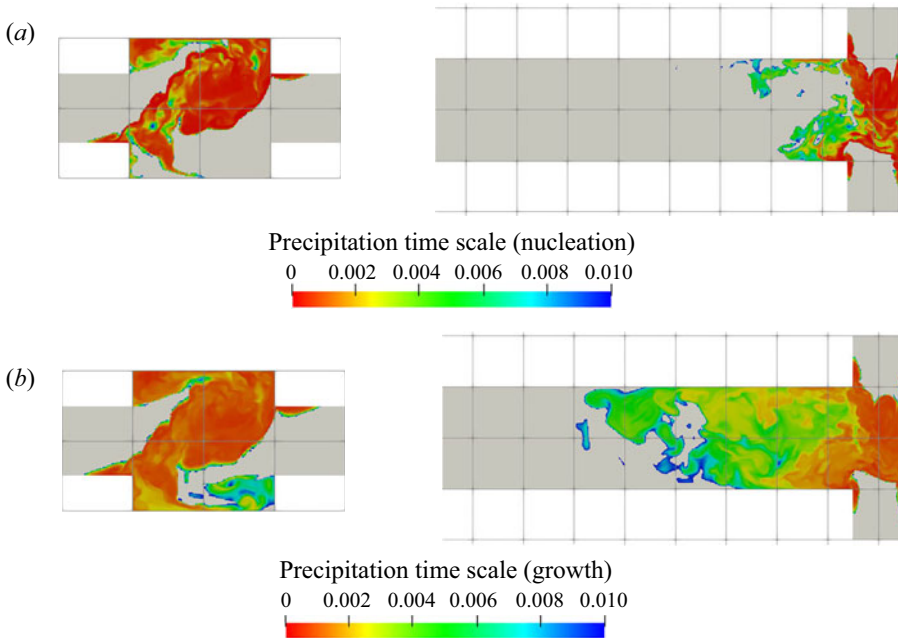 (a)
Precipitation time scale (nucleation)
0 0.002 0.004 0.006 0.008 0.010
(b)
Precipitation time scale (growth)
0 0.002 0.004 0.006 0.008 0.010